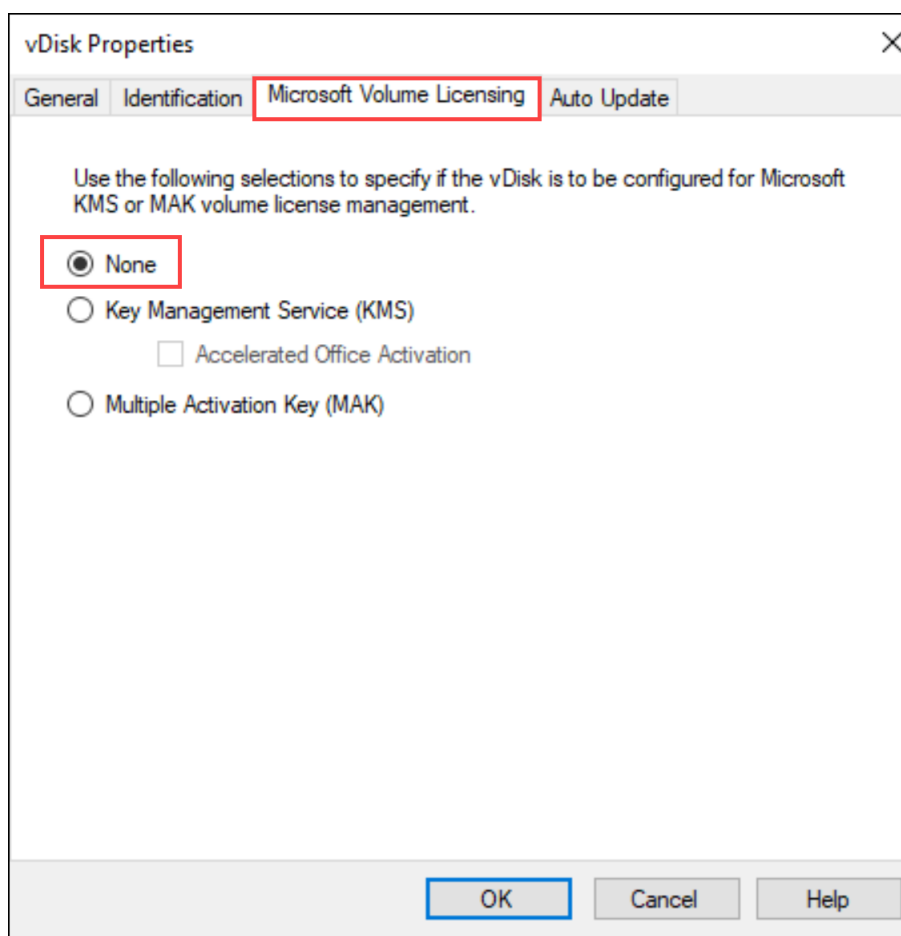 vDisk Properties
General Identification Microsoft Volume Licensing Auto Update
Use the following selections to specify if the vDisk is to be configured for Microsoft
KMS or MAK volume license management.
None
Key Management Service (KMS)
Accelerated Office Activation
Multiple Activation Key (MAK)
OK Cancel Help